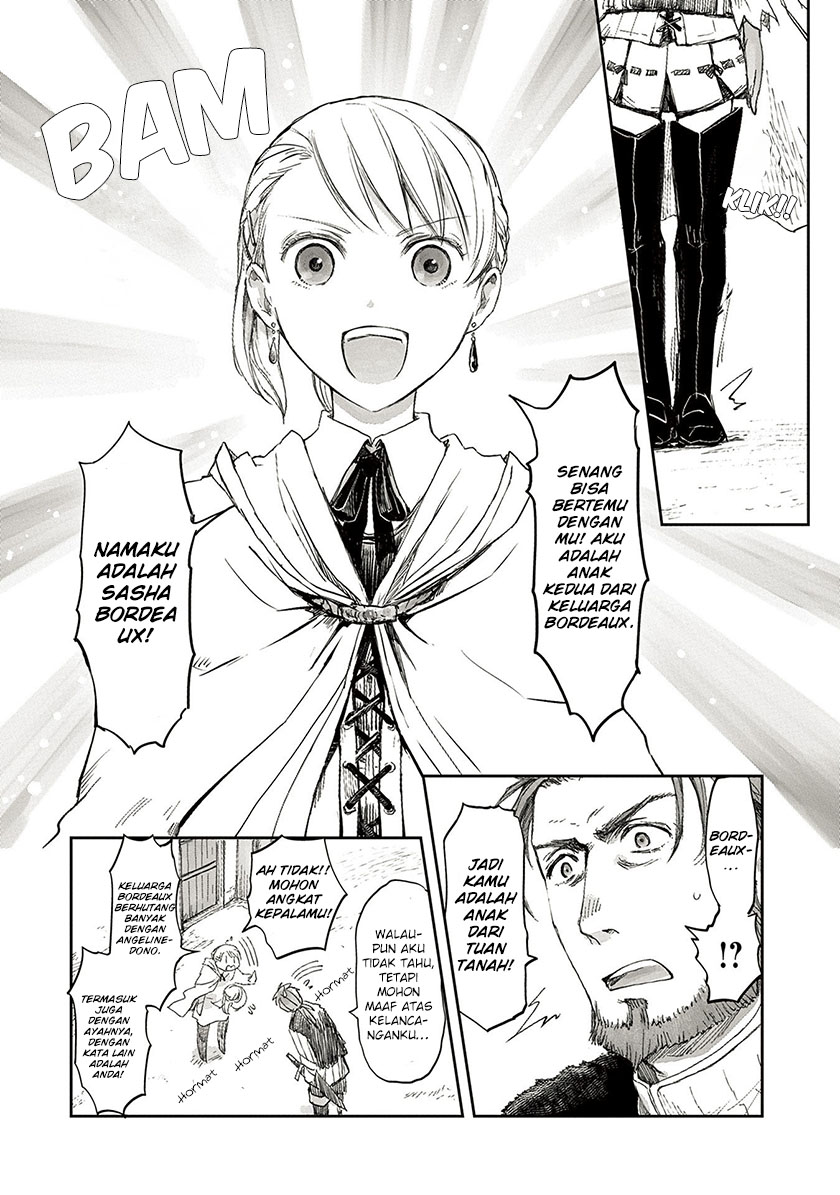 KLIK!!
BAM
SENANG
BISA
BERTEMU
DENGAN
MU! AKU
ADALAH
ANAK
KEDUA DARI
KELUARGA
BORDEAUX.
NAMAKU
ADALAH
SASHA
BORDEA
UX!
BORD-
EAUX-
...
!?
JADI
KAMU
ADALAH
ANAK
DARI
TUAN
TANAH!
WALAU-
PUN AKU
TIDAK TAHU,
TETAPI
MOHON
MAAF ATAS
KELANCA-
NGANKU...
Hormat
Hormat
Hormat
Hormat
AH TIDAK!!
MOHON
ANGKAT
KEPALAMU!
KELUARGA
BORDEAUX
BERHUTANG
BANYAK
DENGAN
ANGELINE-
DONO.
TERMASUK
JUGA
DENGAN
AYAHNYA,
DENGAN
KATA LAIN
ADALAH
ANDA!